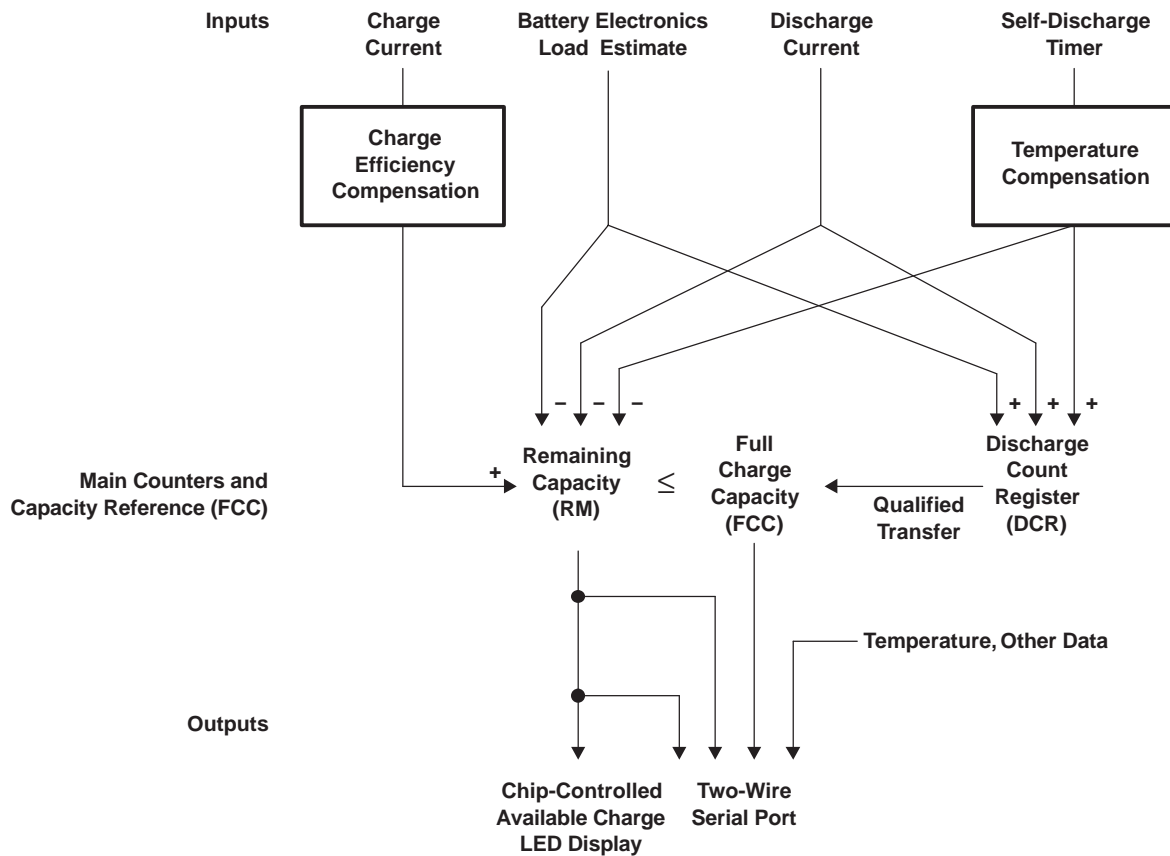 Inputs
Charge
Current
Battery Electronics
Load Estimate
Discharge
Current
Self-Discharge
Timer
Charge
Efficiency
Compensation
Temperature
Compensation
– – –
+ + +
Main Counters and
Capacity Reference (FCC)
+
Remaining
Capacity
(RM)
≤
Full
Charge
Capacity
(FCC)
Qualified
Transfer
Discharge
Count
Register
(DCR)
Temperature, Other Data
Outputs
Chip-Controlled
Available Charge
LED Display
Two-Wire
Serial Port